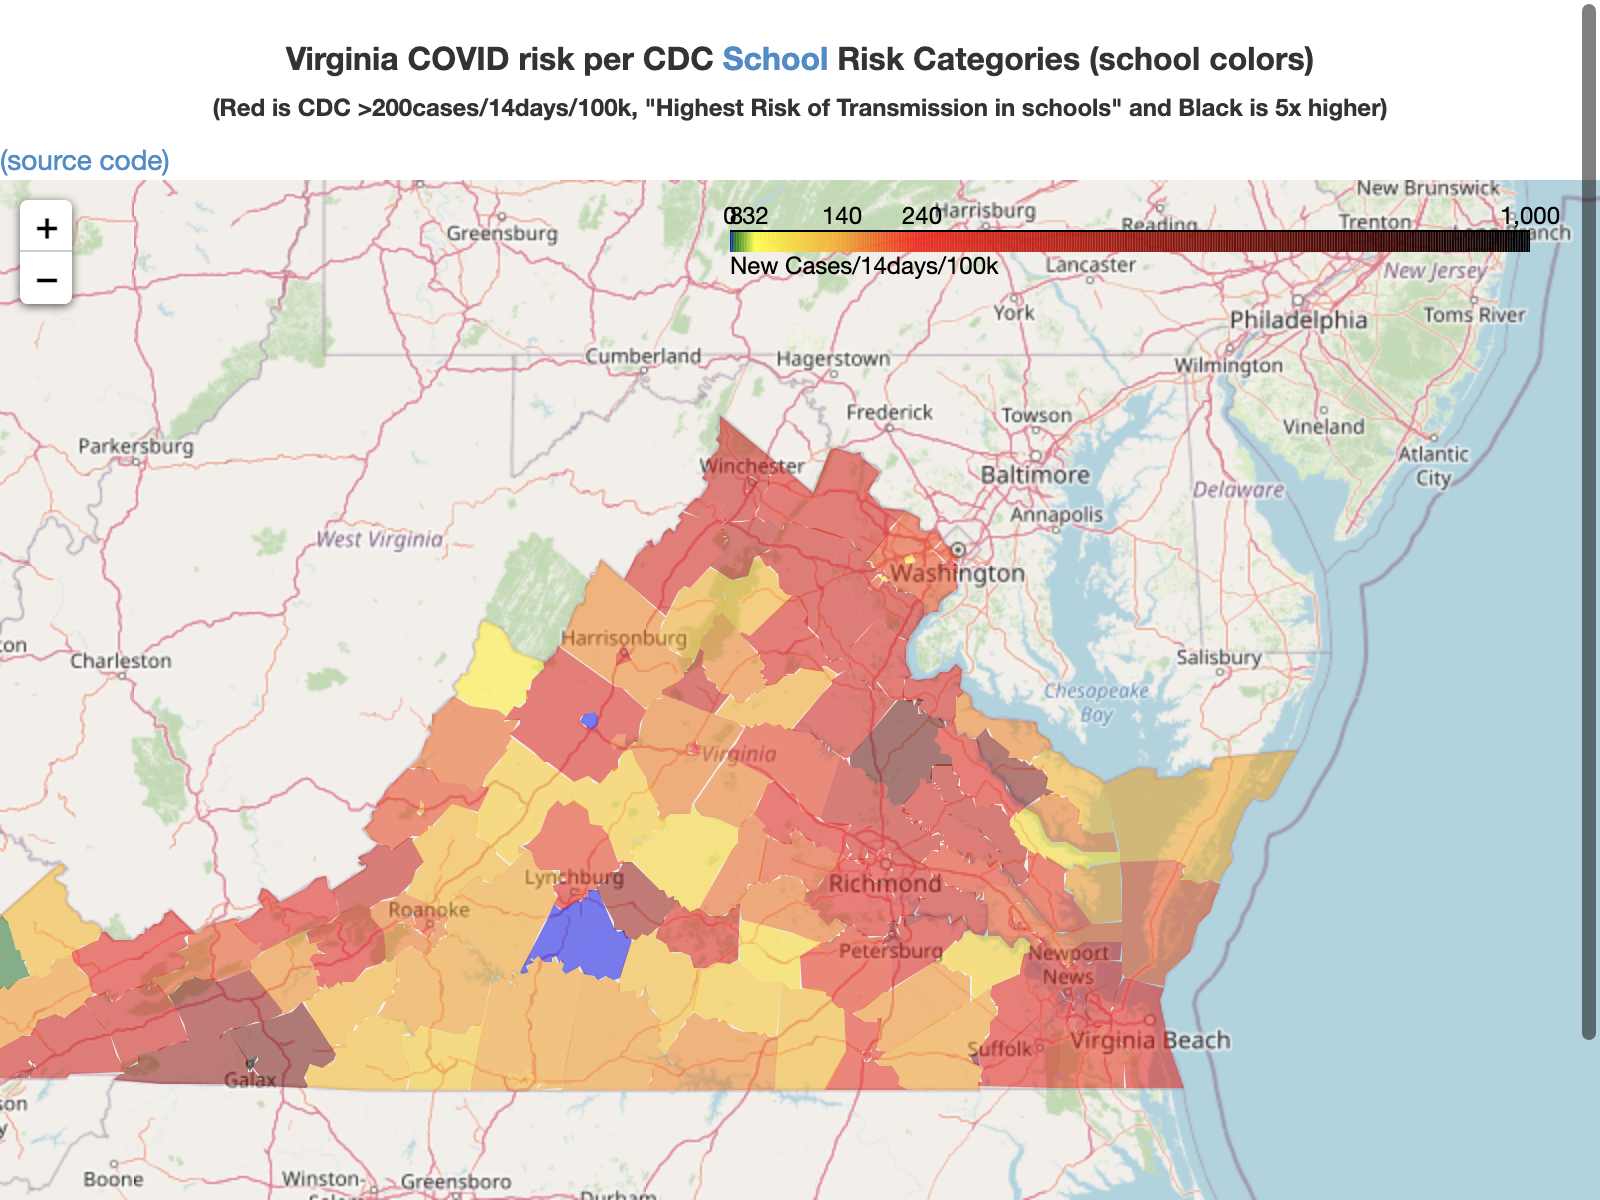 Virginia COVID risk per CDC School Risk Categories (school colors)
(Red is CDC >200cases/14days/100k, "Highest Risk of Transmission in schools" and Black is 5x higher)
(source code)
+
−
0832 140 240 1,000
New Cases/14days/100k
New Brunswick
Greensburg
Harrisburg
Reading
Trenton
Long Branch
Lancaster
New Jersey
York
Philadelphia
Toms River
Cumberland
Hagerstown
Wilmington
Frederick
Towson
Vineland
Parkersburg
Winchester
Baltimore
Atlantic
City
Delaware
Annapolis
West Virginia
Washington
Harrisonburg
Charleston
Salisbury
Chesapeake
Bay
Virginia
Lynchburg
Richmond
Roanoke
Petersburg
Newport
News
Virginia Beach
Suffolk
Galax
Boone
Winston-
Greensboro
Durham